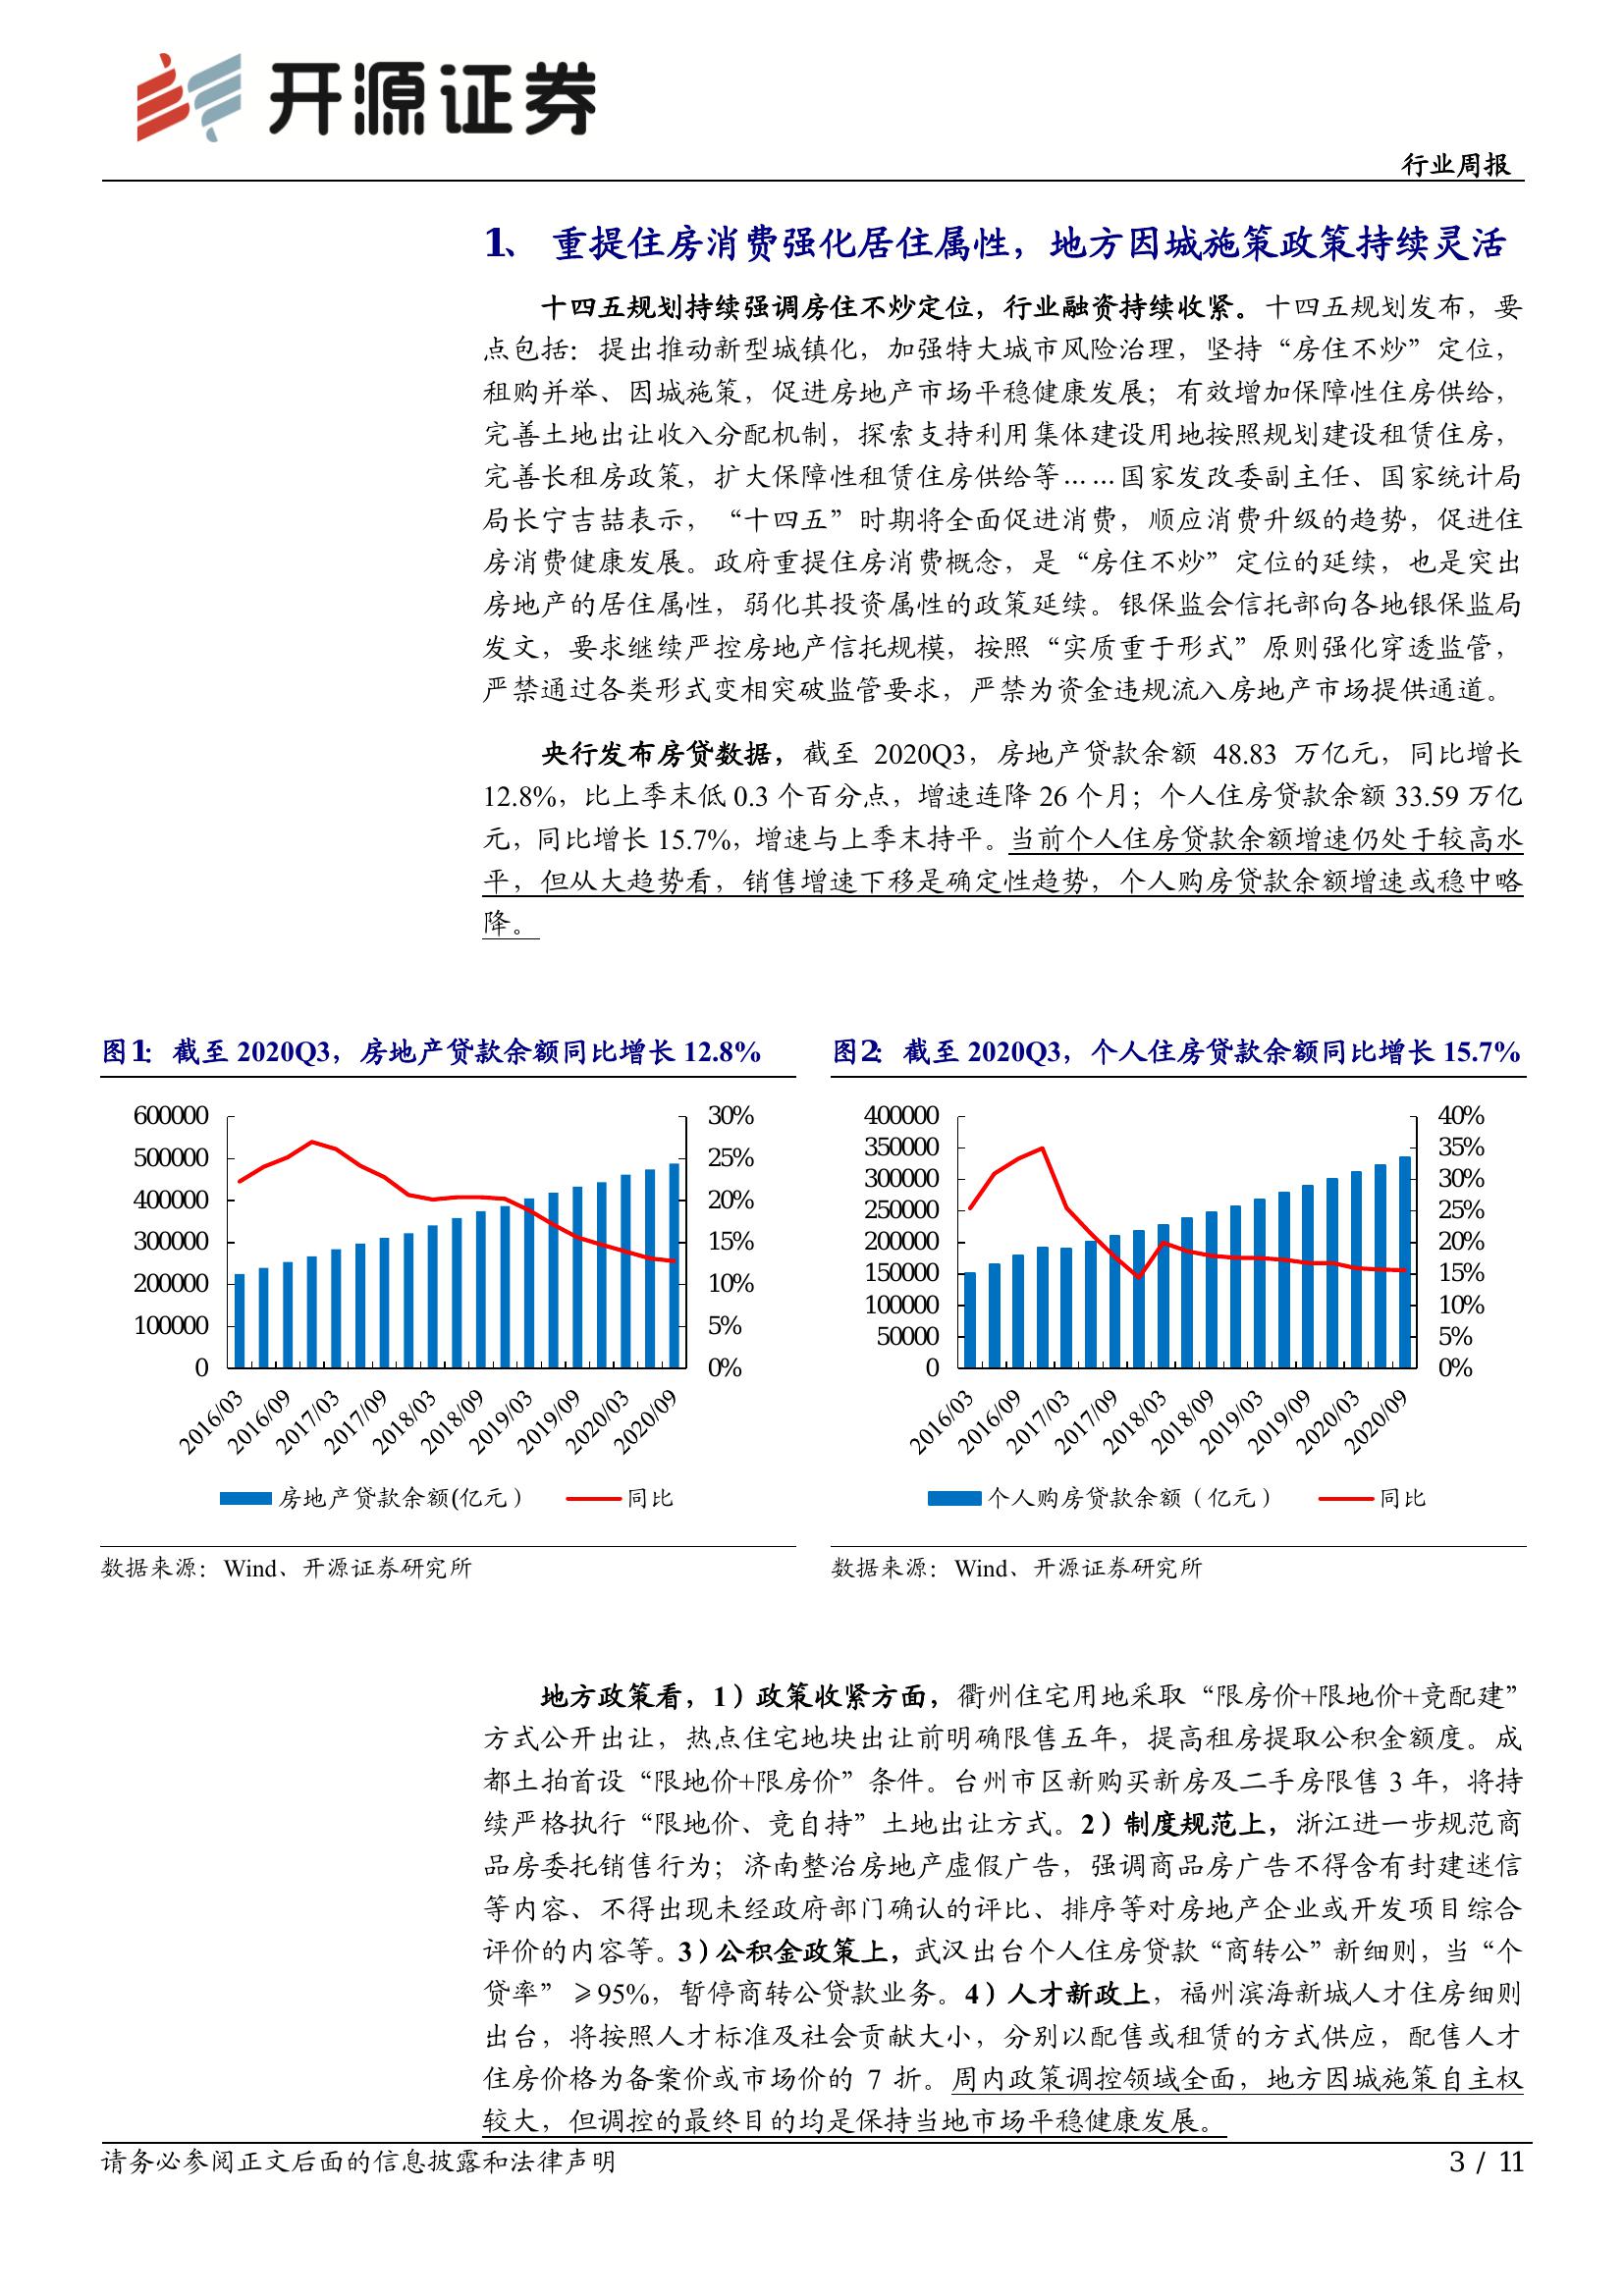 开源证券
行业周报
1、 重提住房消费强化居住属性，地方因城施策政策持续灵活
十四五规划持续强调房住不炒定位，行业融资持续收紧。十四五规划发布，要
点包括：提出推动新型城镇化，加强特大城市风险治理，坚持“房住不炒”定位，
租购并举、因城施策，促进房地产市场平稳健康发展；有效增加保障性住房供给，
完善土地出让收入分配机制，探索支持利用集体建设用地按照规划建设租赁住房，
完善长租房政策，扩大保障性租赁住房供给等……国家发改委副主任、国家统计局
局长宁吉喆表示，“十四五”时期将全面促进消费，顺应消费升级的趋势，促进住
房消费健康发展。政府重提住房消费概念，是“房住不炒”定位的延续，也是突出
房地产的居住属性，弱化其投资属性的政策延续。银保监会信托部向各地银保监局
发文，要求继续严控房地产信托规模，按照“实质重于形式”原则强化穿透监管，
严禁通过各类形式变相突破监管要求，严禁为资金违规流入房地产市场提供通道。
央行发布房贷数据，截至 2020Q3，房地产贷款余额 48.83 万亿元，同比增长
12.8%，比上季末低 0.3 个百分点，增速连降 26 个月；个人住房贷款余额 33.59 万亿
元，同比增长 15.7%，增速与上季末持平。当前个人住房贷款余额增速仍处于较高水
平，但从大趋势看，销售增速下移是确定性趋势，个人购房贷款余额增速或稳中略
降。
图1：截至 2020Q3，房地产贷款余额同比增长 12.8%
600000
500000
400000
300000
200000
100000
0
30%
25%
20%
15%
10%
5%
0%
2016/03
2016/09
2017/03
2017/09
2018/03
2018/09
2019/03
2019/09
2020/03
2020/09
房地产贷款余额(亿元）
同比
数据来源：Wind、开源证券研究所
图2：截至 2020Q3，个人住房贷款余额同比增长 15.7%
400000
350000
300000
250000
200000
150000
100000
50000
0
40%
35%
30%
25%
20%
15%
10%
5%
0%
2016/03
2016/09
2017/03
2017/09
2018/03
2018/09
2019/03
2019/09
2020/03
2020/09
个人购房贷款余额（亿元）
同比
数据来源：Wind、开源证券研究所
地方政策看，1）政策收紧方面，衢州住宅用地采取“限房价+限地价+竞配建”
方式公开出让，热点住宅地块出让前明确限售五年，提高租房提取公积金额度。成
都土拍首设“限地价+限房价”条件。台州市区新购买新房及二手房限售 3 年，将持
续严格执行“限地价、竞自持”土地出让方式。2）制度规范上，浙江进一步规范商
品房委托销售行为；济南整治房地产虚假广告，强调商品房广告不得含有封建迷信
等内容、不得出现未经政府部门确认的评比、排序等对房地产企业或开发项目综合
评价的内容等。3）公积金政策上，武汉出台个人住房贷款“商转公”新细则，当“个
贷率”≥95%，暂停商转公贷款业务。4）人才新政上，福州滨海新城人才住房细则
出台，将按照人才标准及社会贡献大小，分别以配售或租赁的方式供应，配售人才
住房价格为备案价或市场价的 7 折。周内政策调控领域全面，地方因城施策自主权
较大，但调控的最终目的均是保持当地市场平稳健康发展。
请务必参阅正文后面的信息披露和法律声明
3 / 11